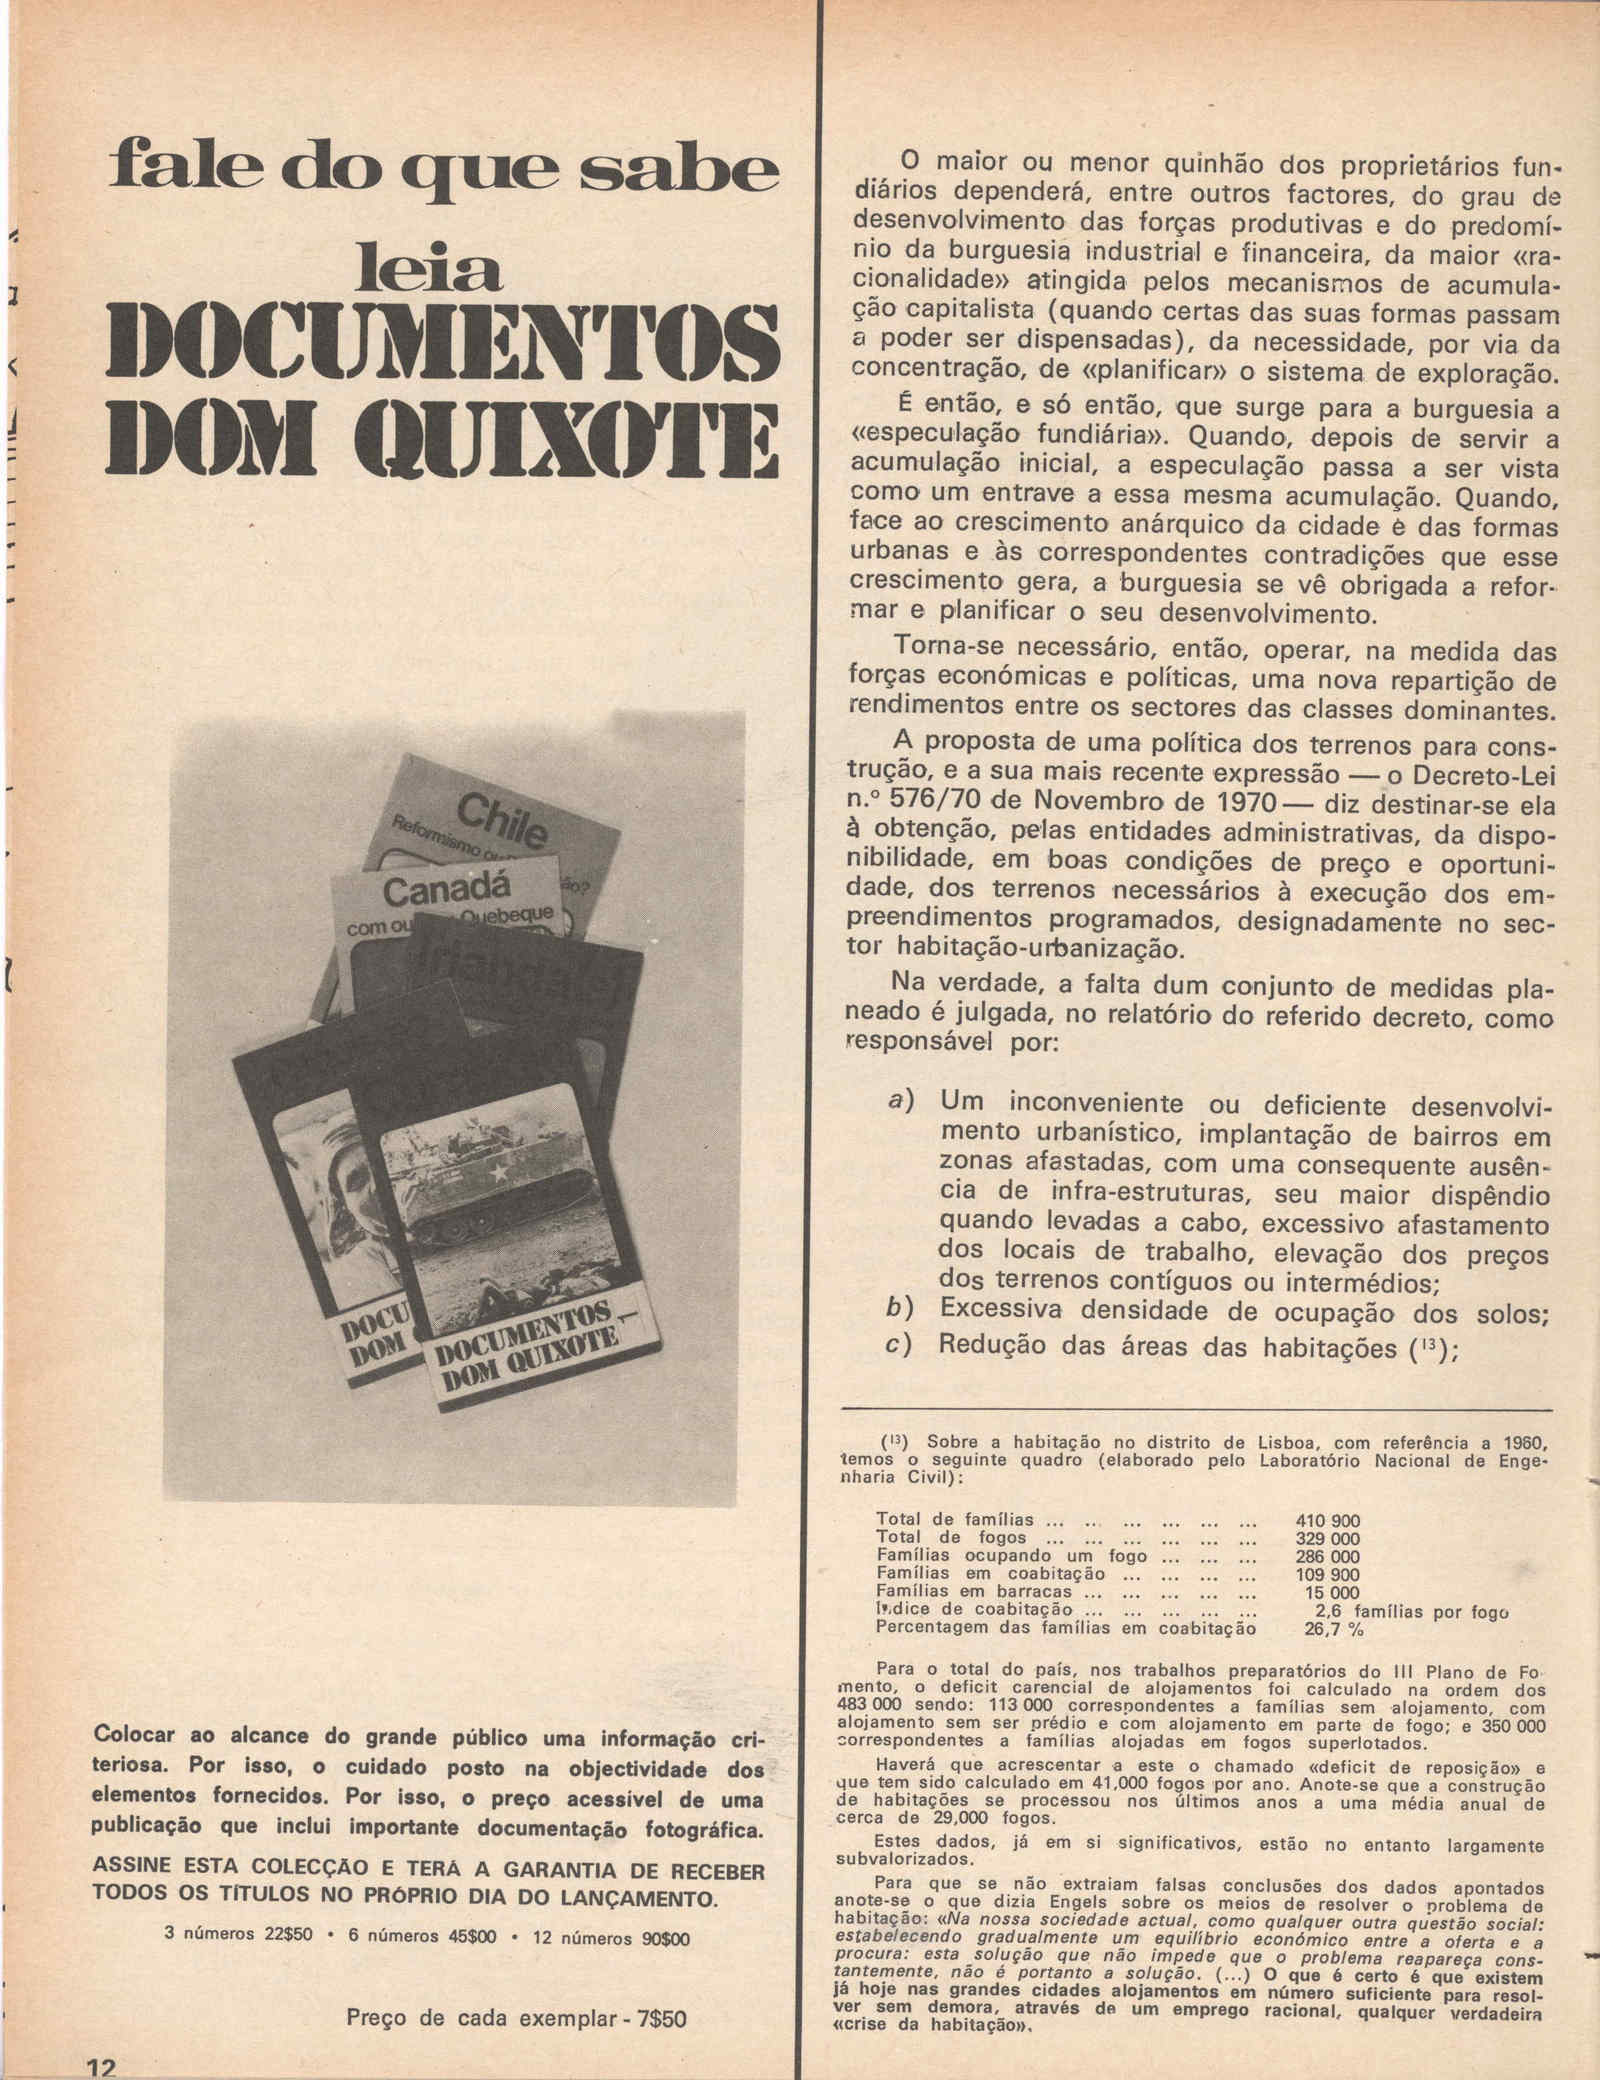 fale do que sabe
leia
DOCUMENTOS
DOM QUIXOTE
Chile
Reformismo ou
ão?
Canadá
com ou Quebeque
Irlanda(s)
DOCU
DOM
DOCUMENTOS
DOM QUIXOTE
1
Colocar ao alcance do grande público uma informação cri-
teriosa. Por isso, o cuidado posto na objectividade dos
elementos fornecidos. Por isso, o preço acessível de uma
publicação que inclui importante documentação fotográfica.
ASSINE ESTA COLECÇÃO E TERÁ A GARANTIA DE RECEBER
TODOS OS TÍTULOS NO PRÓPRIO DIA DO LANÇAMENTO.
3 números 22$50 • 6 números 45$00 • 12 números 90$00
Preço de cada exemplar - 7$50
12
O maior ou menor quinhão dos proprietários fun-
diários dependerá, entre outros factores, do grau de
desenvolvimento das forças produtivas e do predomí-
nio da burguesia industrial e financeira, da maior «ra-
cionalidade» atingida pelos mecanismos de acumula-
ção capitalista (quando certas das suas formas passam
a poder ser dispensadas), da necessidade, por via da
concentração, de «planificar» o sistema de exploração.
É então, e só então, que surge para a burguesia a
«especulação fundiária». Quando, depois de servir a
acumulação inicial, a especulação passa a ser vista
como um entrave a essa mesma acumulação. Quando,
face ao crescimento anárquico da cidade e das formas
urbanas e às correspondentes contradições que esse
crescimento gera, a burguesia se vê obrigada a refor-
mar e planificar o seu desenvolvimento.
Torna-se necessário, então, operar, na medida das
forças económicas e políticas, uma nova repartição de
rendimentos entre os sectores das classes dominantes.
A proposta de uma política dos terrenos para cons-
trução, e a sua mais recente expressão — o Decreto-Lei
n.º 576/70 de Novembro de 1970 — diz destinar-se ela
à obtenção, pelas entidades administrativas, da dispo-
nibilidade, em boas condições de preço e oportuni-
dade, dos terrenos necessários à execução dos em-
preendimentos programados, designadamente no sec-
tor habitação-urbanização.
Na verdade, a falta dum conjunto de medidas pla-
neado é julgada, no relatório do referido decreto, como
responsável por:
a) Um inconveniente ou deficiente desenvolvi-
mento urbanístico, implantação de bairros em
zonas afastadas, com uma consequente ausên-
cia de infra-estruturas, seu maior dispêndio
quando levadas a cabo, excessivo afastamento
dos locais de trabalho, elevação dos preços
dos terrenos contíguos ou intermédios;
b) Excessiva densidade de ocupação dos solos;
c) Redução das áreas das habitações (13);
(13) Sobre a habitação no distrito de Lisboa, com referência a 1960,
temos o seguinte quadro (elaborado pelo Laboratório Nacional de Enge-
nharia Civil):
Total de famílias ... ... ... ... ... ... 410 900
Total de fogos ... ... ... ... ... ... 329 000
Famílias ocupando um fogo ... ... ... 286 000
Famílias em coabitação ... ... ... ... 109 900
Famílias em barracas ... ... ... ... ... 15 000
Indice de coabitação ... ... ... ... ... 2,6 famílias por fogo
Percentagem das famílias em coabitação 26,7 %
Para o total do país, nos trabalhos preparatórios do III Plano de Fo-
mento, o deficit carencial de alojamentos foi calculado na ordem dos
483 000 sendo: 113 000 correspondentes a famílias sem alojamento, com
alojamento sem ser prédio e com alojamento em parte de fogo; e 350 000
correspondentes a famílias alojadas em fogos superlotados.
Haverá que acrescentar a este o chamado «deficit de reposição» e
que tem sido calculado em 41,000 fogos por ano. Anote-se que a construção
de habitações se processou nos últimos anos a uma média anual de
cerca de 29,000 fogos.
Estes dados, já em si significativos, estão no entanto largamente
subvalorizados.
Para que se não extraiam falsas conclusões dos dados apontados
anote-se o que dizia Engels sobre os meios de resolver o problema de
habitação: «Na nossa sociedade actual, como qualquer outra questão social:
estabelecendo gradualmente um equilíbrio económico entre a oferta e a
procura: esta solução que não impede que o problema reapareça cons-
tantemente, não é portanto a solução. (...) O que é certo é que existem
já hoje nas grandes cidades alojamentos em número suficiente para resol-
ver sem demora, através de um emprego racional, qualquer verdadeira
«crise da habitação».